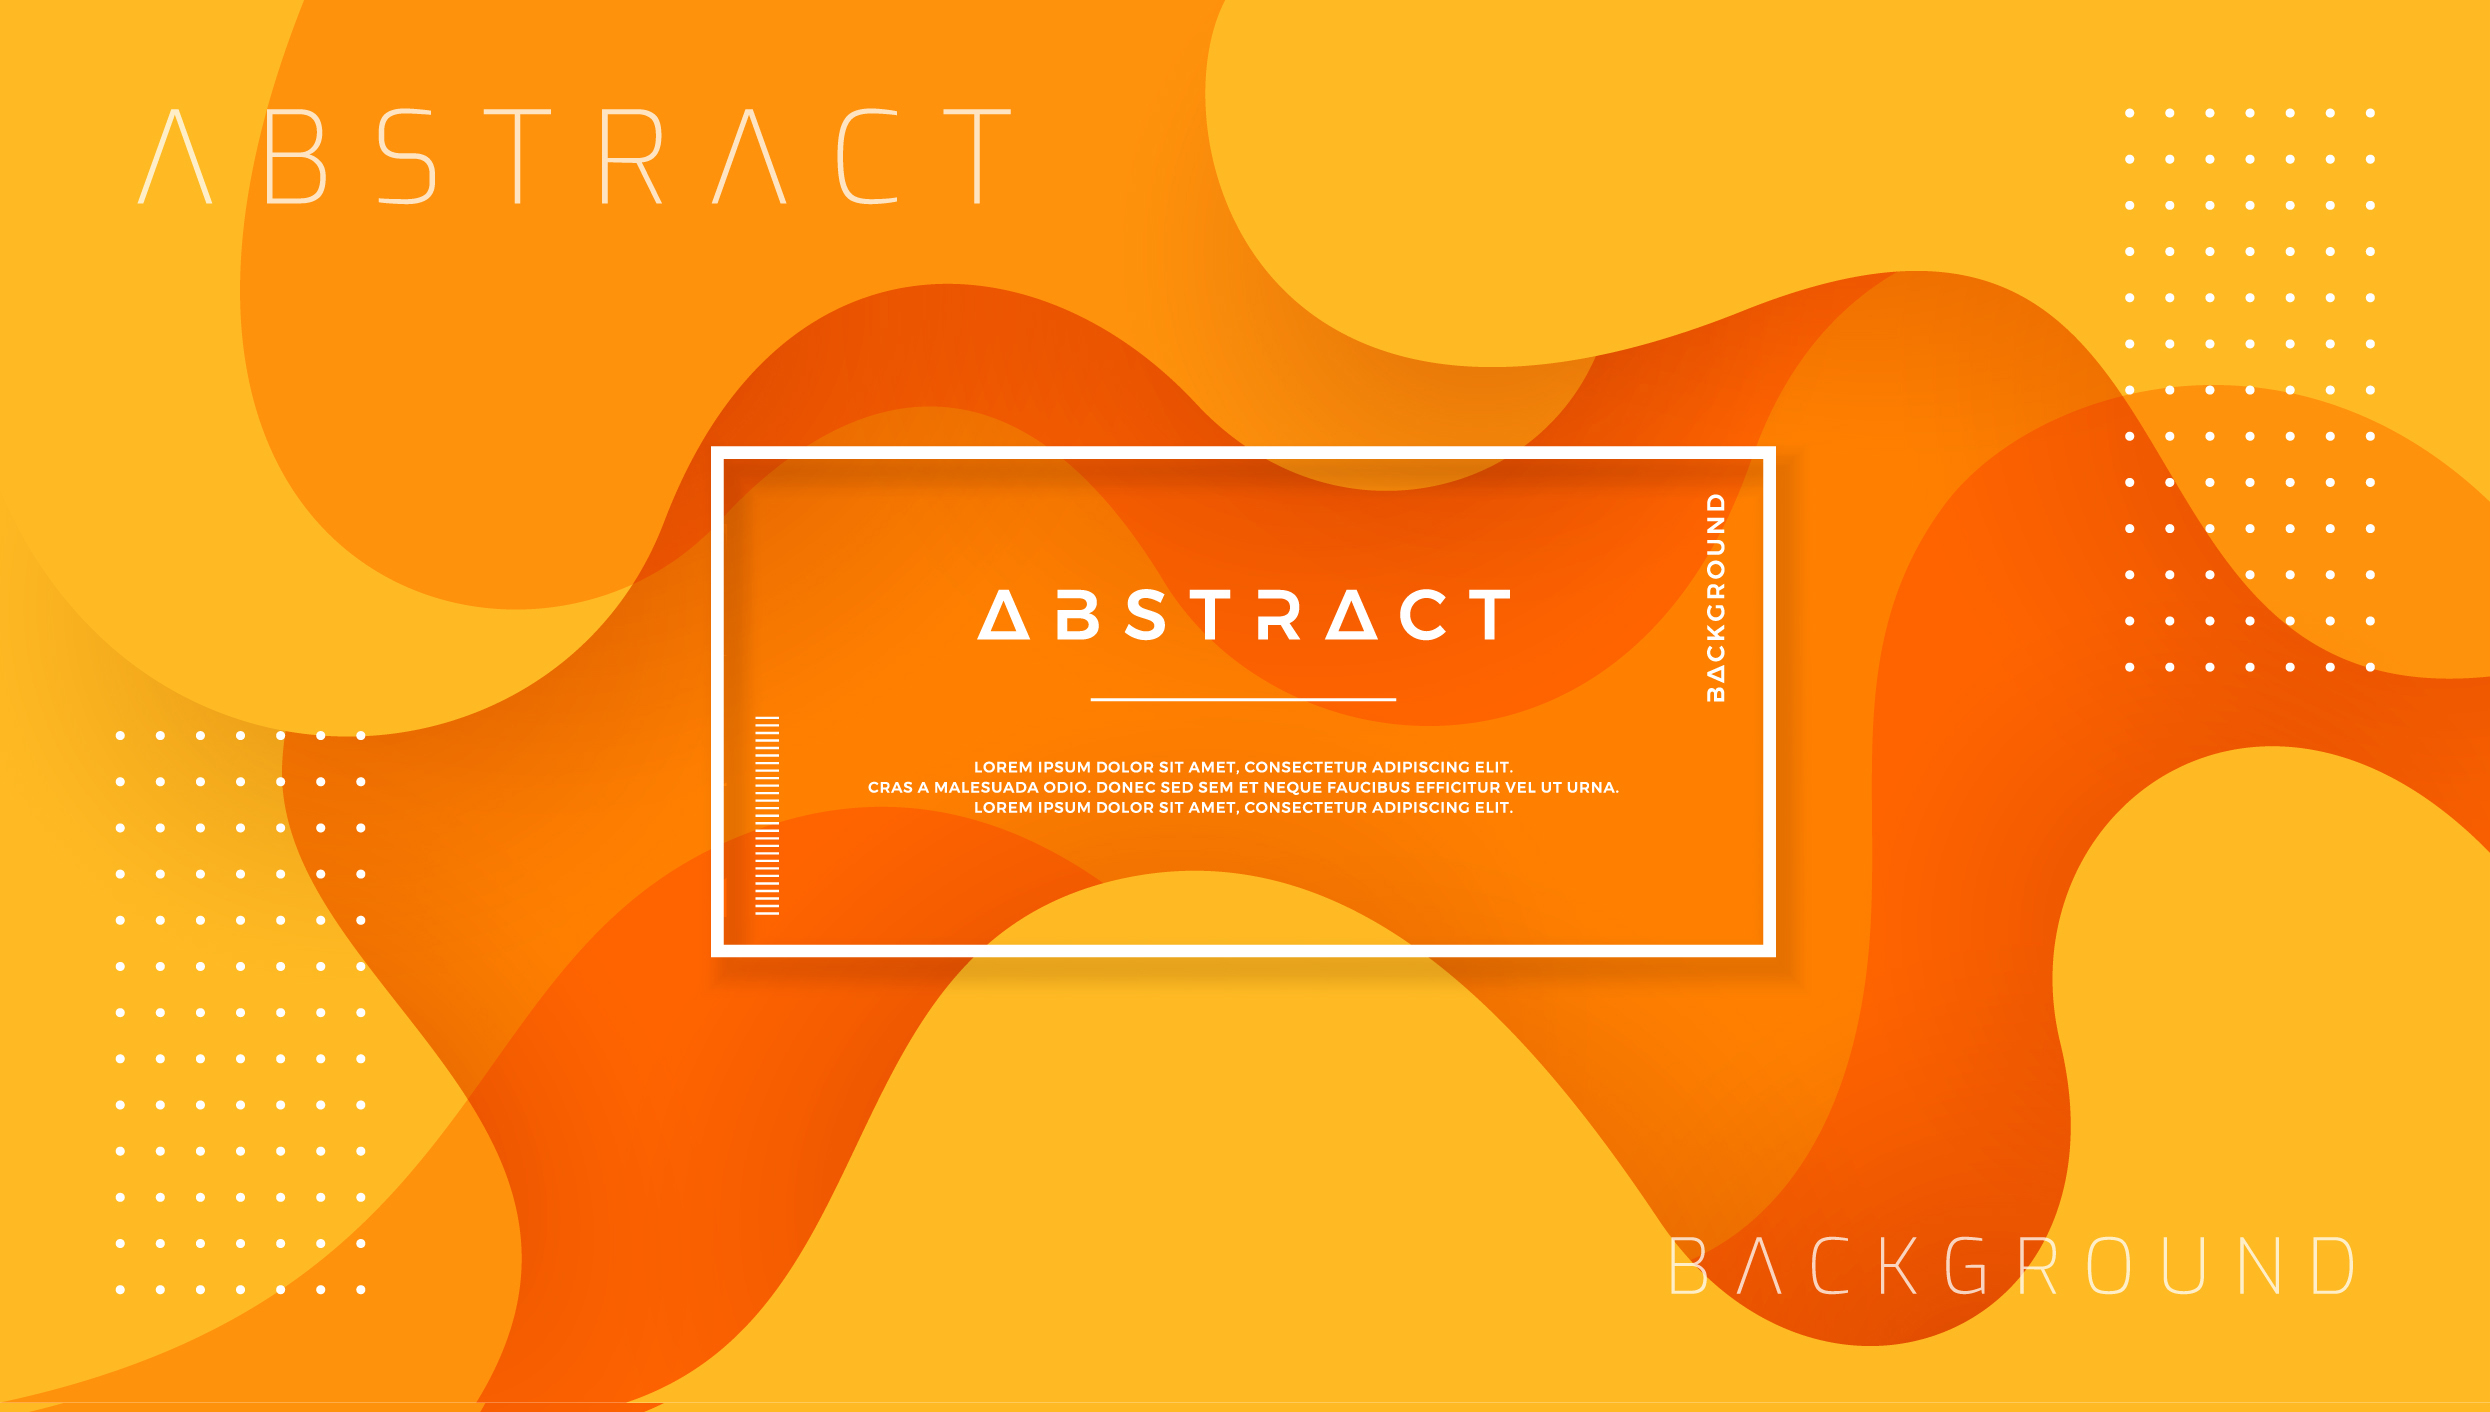 ABSTRACT
BACKGROUND
ABSTRACT
LOREM IPSUM DOLOR SIT AMET, CONSECTETUR ADIPISCING ELIT.
CRAS A MALESUADA ODIO. DONEC SED SEM ET NEQUE FAUCIBUS EFFICITUR VEL UT URNA.
LOREM IPSUM DOLOR SIT AMET, CONSECTETUR ADIPISCING ELIT.
BACKGROUND